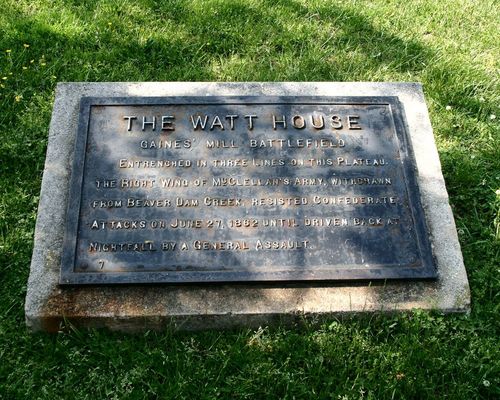 THE WATT HOUSE
GAINES' MILL BATTLEFIELD
ENTRENCHED IN THREE LINES ON THIS PLATEAU,
THE RIGHT WING OF MCCLELLAN'S ARMY, WITHDRAWN
FROM BEAVER DAM CREEK, RESISTED CONFEDERATE
ATTACKS ON JUNE 27, 1862 UNTIL DRIVEN BACK AT
NIGHTFALL BY A GENERAL ASSAULT.
7